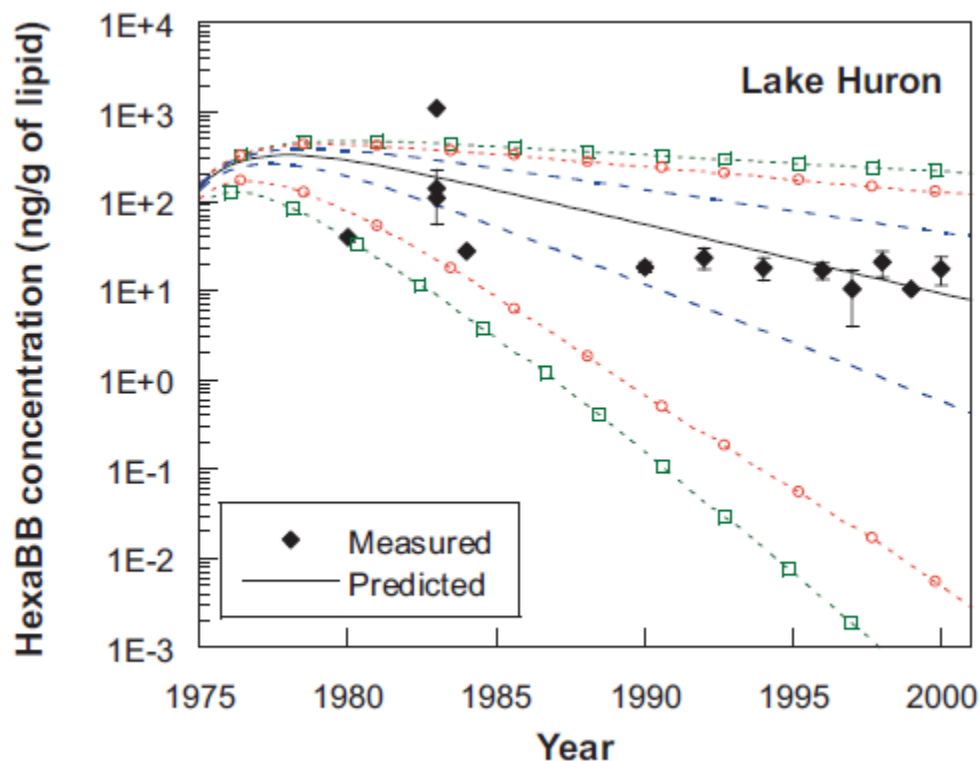 HexaBB concentration (ng/g of lipid)
1E+4
1E+3
1E+2
1E+1
1E+0
1E-1
1E-2
1E-3
Lake Huron
Measured
Predicted
1975 1980 1985 1990 1995 2000
Year